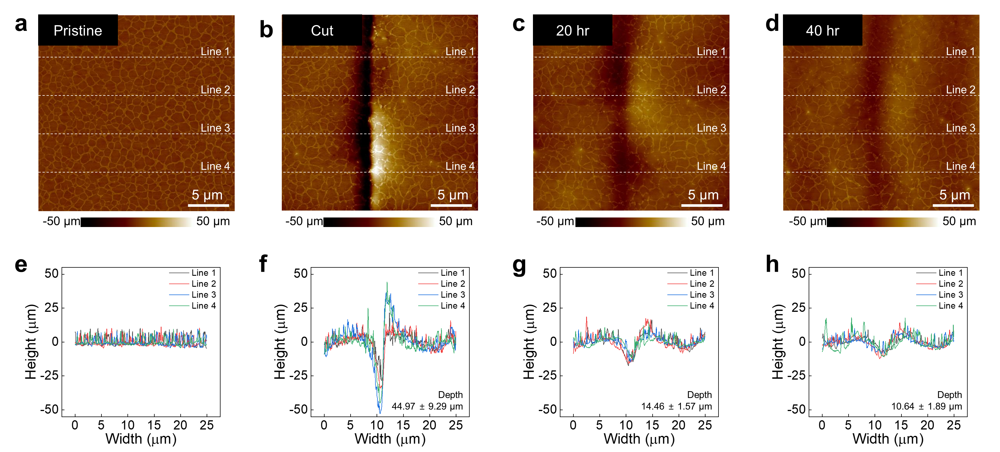 a
Pristine
Line 1
Line 2
Line 3
Line 4
5 µm
-50 µm
50 µm
b
Cut
Line 1
Line 2
Line 3
Line 4
5 µm
-50 µm
50 µm
c
20 hr
Line 1
Line 2
Line 3
Line 4
5 µm
-50 µm
50 µm
d
40 hr
Line 1
Line 2
Line 3
Line 4
5 µm
-50 µm
50 µm
e
Height (µm)
50
25
0
-25
-50
Line 1
Line 2
Line 3
Line 4
0 5 10 15 20 25
Width (µm)
f
Height (µm)
50
25
0
-25
-50
Line 1
Line 2
Line 3
Line 4
Depth
44.97 ± 9.29 µm
0 5 10 15 20 25
Width (µm)
g
Height (µm)
50
25
0
-25
-50
Line 1
Line 2
Line 3
Line 4
Depth
14.46 ± 1.57 µm
0 5 10 15 20 25
Width (µm)
h
Height (µm)
50
25
0
-25
-50
Line 1
Line 2
Line 3
Line 4
Depth
10.64 ± 1.89 µm
0 5 10 15 20 25
Width (µm)